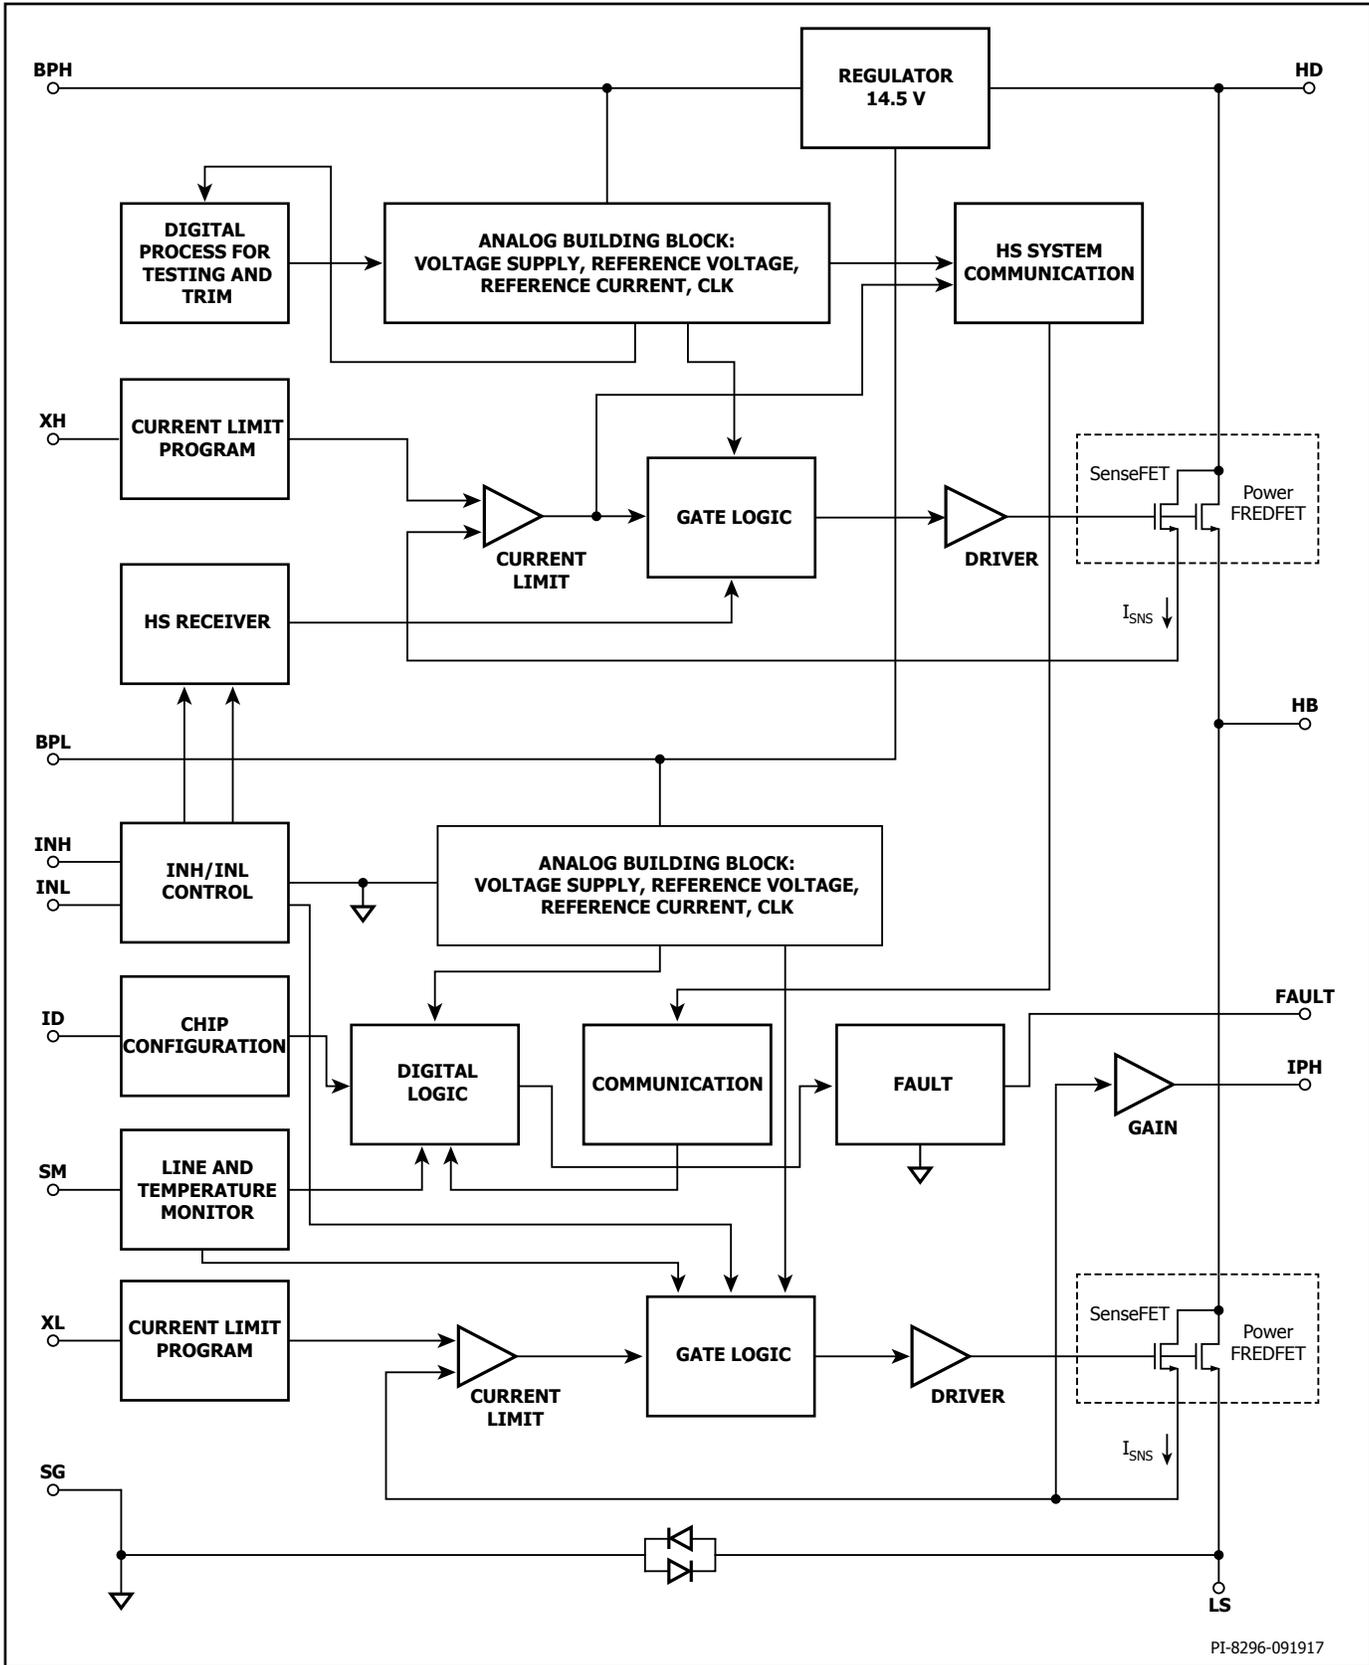 BPH
REGULATOR
14.5 V
HD
DIGITAL
PROCESS FOR
TESTING AND
TRIM
ANALOG BUILDING BLOCK:
VOLTAGE SUPPLY, REFERENCE VOLTAGE,
REFERENCE CURRENT, CLK
HS SYSTEM
COMMUNICATION
XH
CURRENT LIMIT
PROGRAM
CURRENT
LIMIT
GATE LOGIC
DRIVER
SenseFET
Power
FREDFET
ISNS
HS RECEIVER
HB
BPL
INH
INL
INH/INL
CONTROL
ANALOG BUILDING BLOCK:
VOLTAGE SUPPLY, REFERENCE VOLTAGE,
REFERENCE CURRENT, CLK
ID
CHIP
CONFIGURATION
DIGITAL
LOGIC
COMMUNICATION
FAULT
FAULT
IPH
GAIN
SM
LINE AND
TEMPERATURE
MONITOR
XL
CURRENT LIMIT
PROGRAM
CURRENT
LIMIT
GATE LOGIC
DRIVER
SenseFET
Power
FREDFET
ISNS
SG
LS
PI-8296-091917